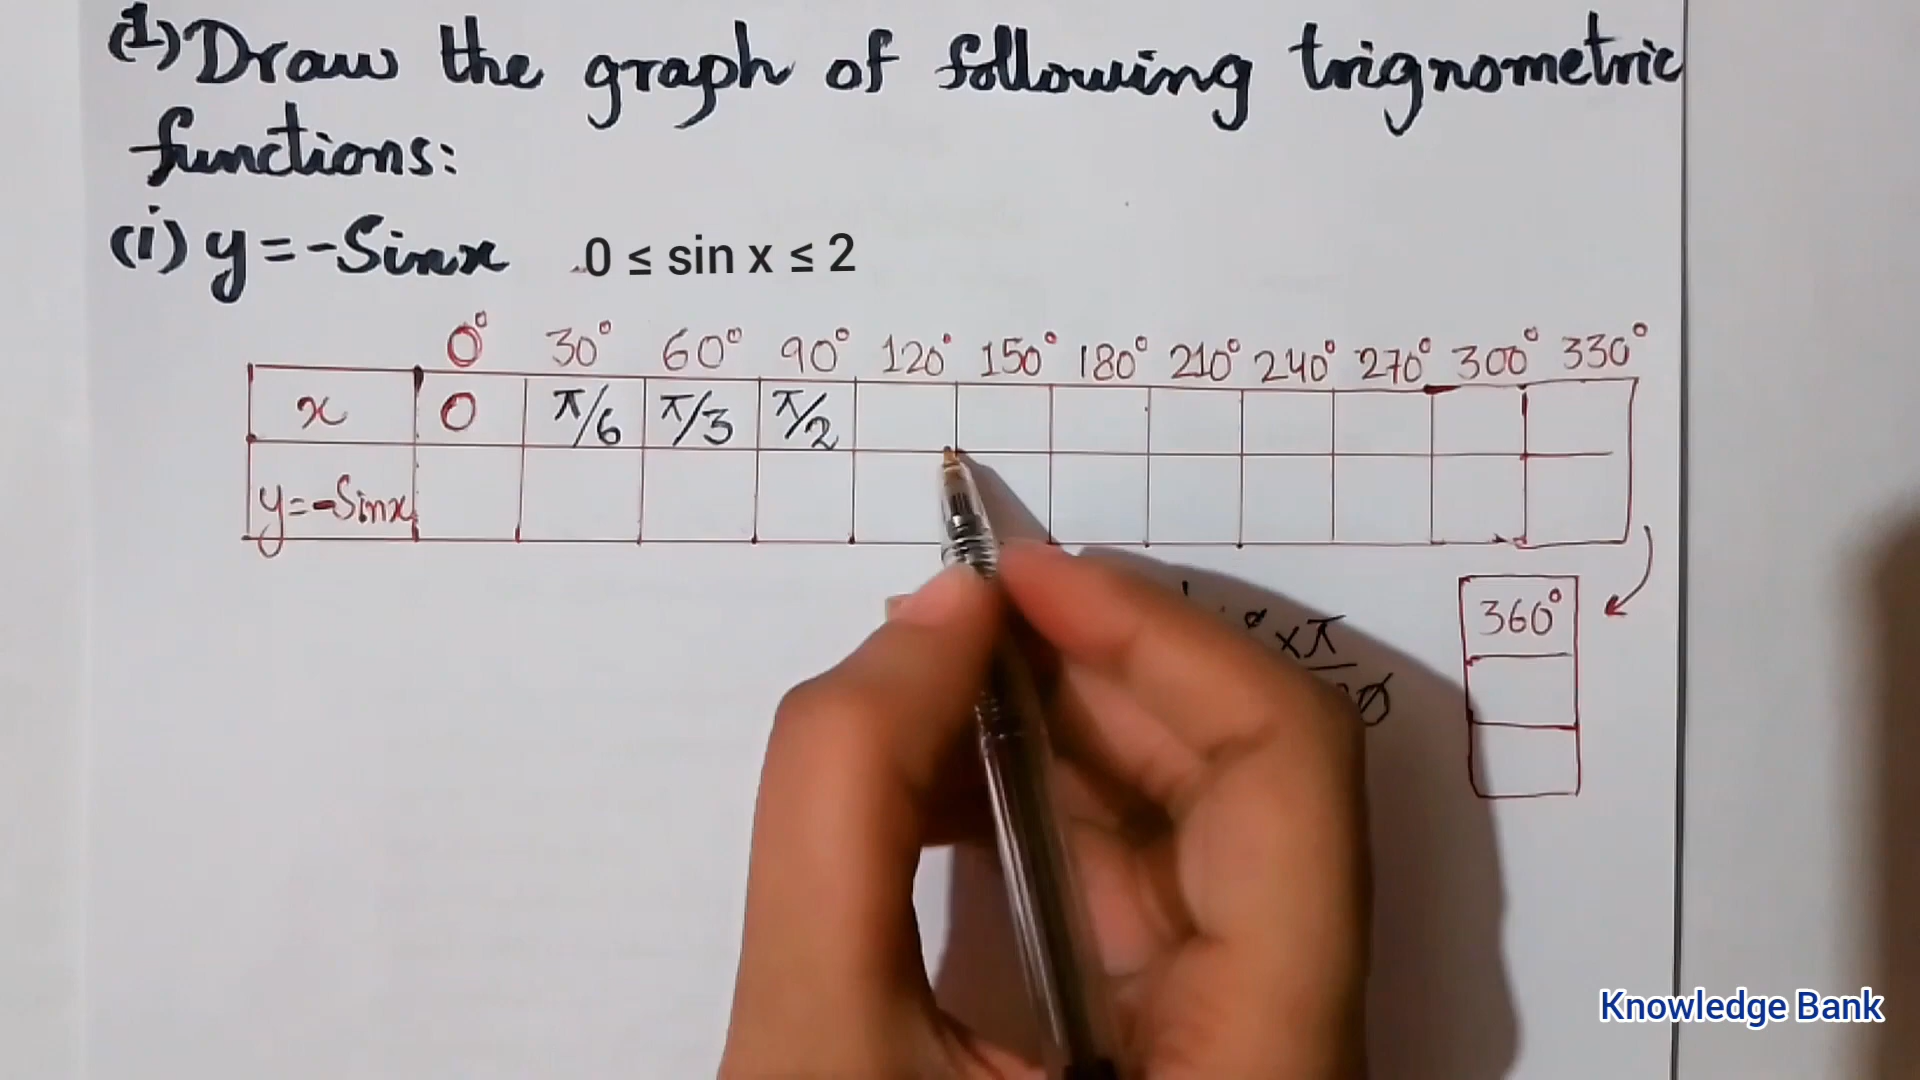 (1) Draw the graph of following trignometric
functions:
(i) y = -Sinx 0 ≤ sin x ≤ 2
0° 30° 60° 90° 120° 150° 180° 210° 240° 270° 300° 330°
x 0 π/6 π/3 π/2
y = -Sinx
360°
x π
Knowledge Bank